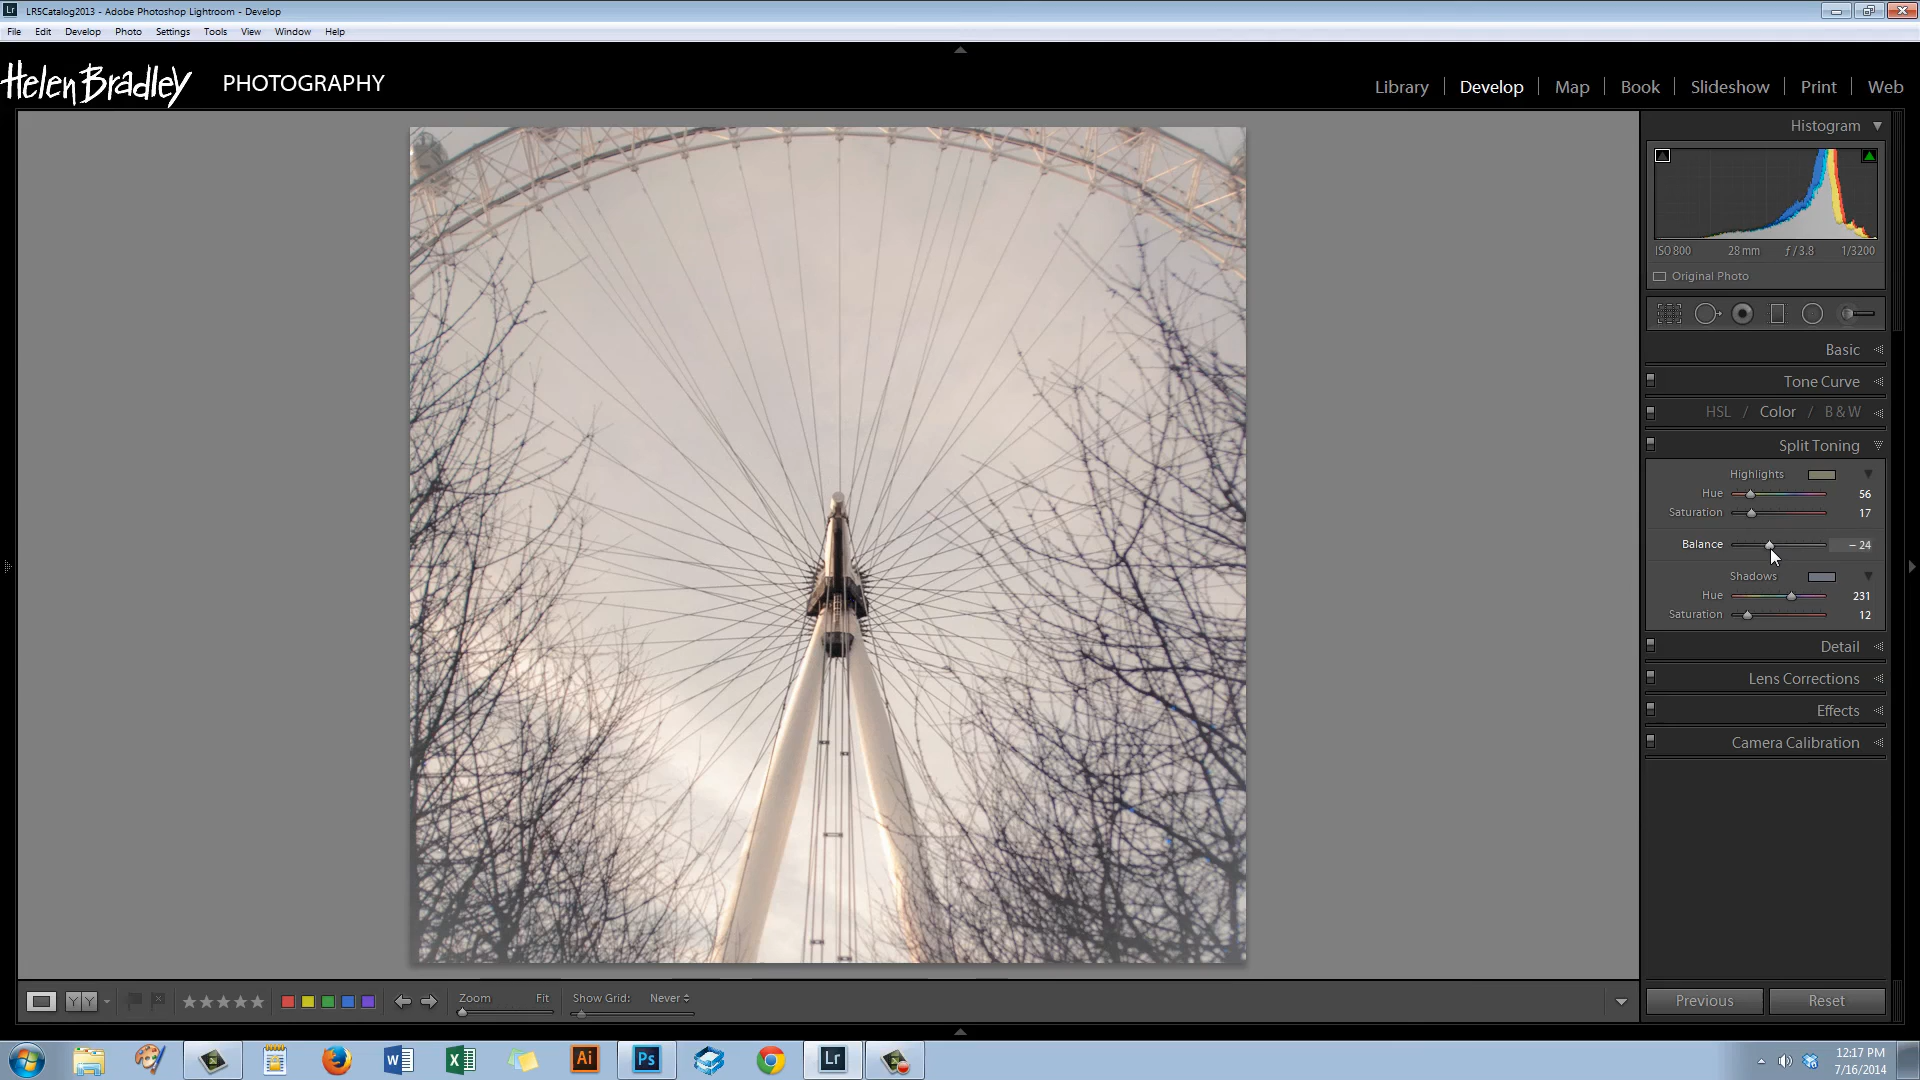 LR5Catalog2013 - Adobe Photoshop Lightroom - Develop
File Edit Develop Photo Settings Tools View Window Help
Helen Bradley PHOTOGRAPHY
Library | Develop | Map | Book | Slideshow | Print | Web
Histogram
ISO 800 28 mm ƒ / 3.8 1/3200
Original Photo
Basic
Tone Curve
HSL / Color / B & W
Split Toning
Highlights
Hue 56
Saturation 17
Balance – 24
Shadows
Hue 231
Saturation 12
Detail
Lens Corrections
Effects
Camera Calibration
Y Y Zoom Fit Show Grid: Never
Previous Reset
W X Ai Ps Lr
12:17 PM
7/16/2014